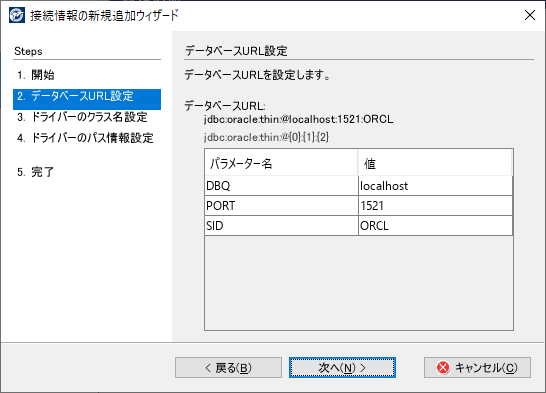 接続情報の新規追加ウィザード
Steps
1. 開始
2. データベースURL設定
3. ドライバーのクラス名設定
4. ドライバーのパス情報設定
5. 完了
データベースURL設定
データベースURLを設定します。
データベースURL:
jdbc:oracle:thin:@localhost:1521:ORCL
jdbc:oracle:thin:@{0}:{1}:{2}
パラメーター名 値
DBQ localhost
PORT 1521
SID ORCL
< 戻る(B) 次へ(N) > キャンセル(C)